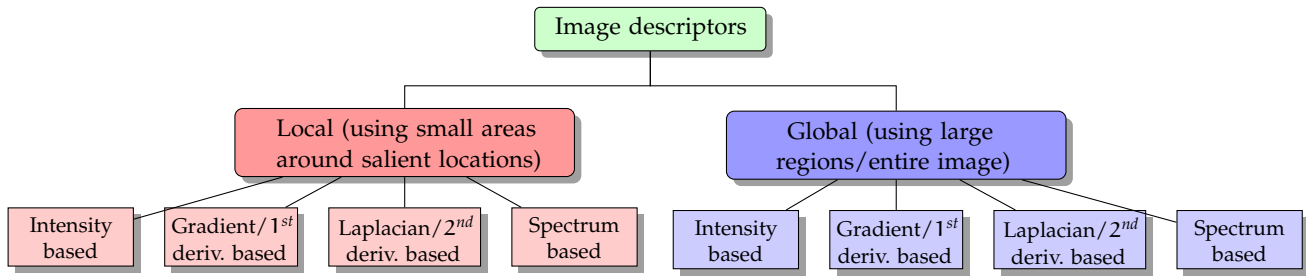 Image descriptors
Local (using small areas
around salient locations)
Global (using large
regions/entire image)
Intensity
based
Gradient/1st
deriv. based
Laplacian/2nd
deriv. based
Spectrum
based
Intensity
based
Gradient/1st
deriv. based
Laplacian/2nd
deriv. based
Spectrum
based